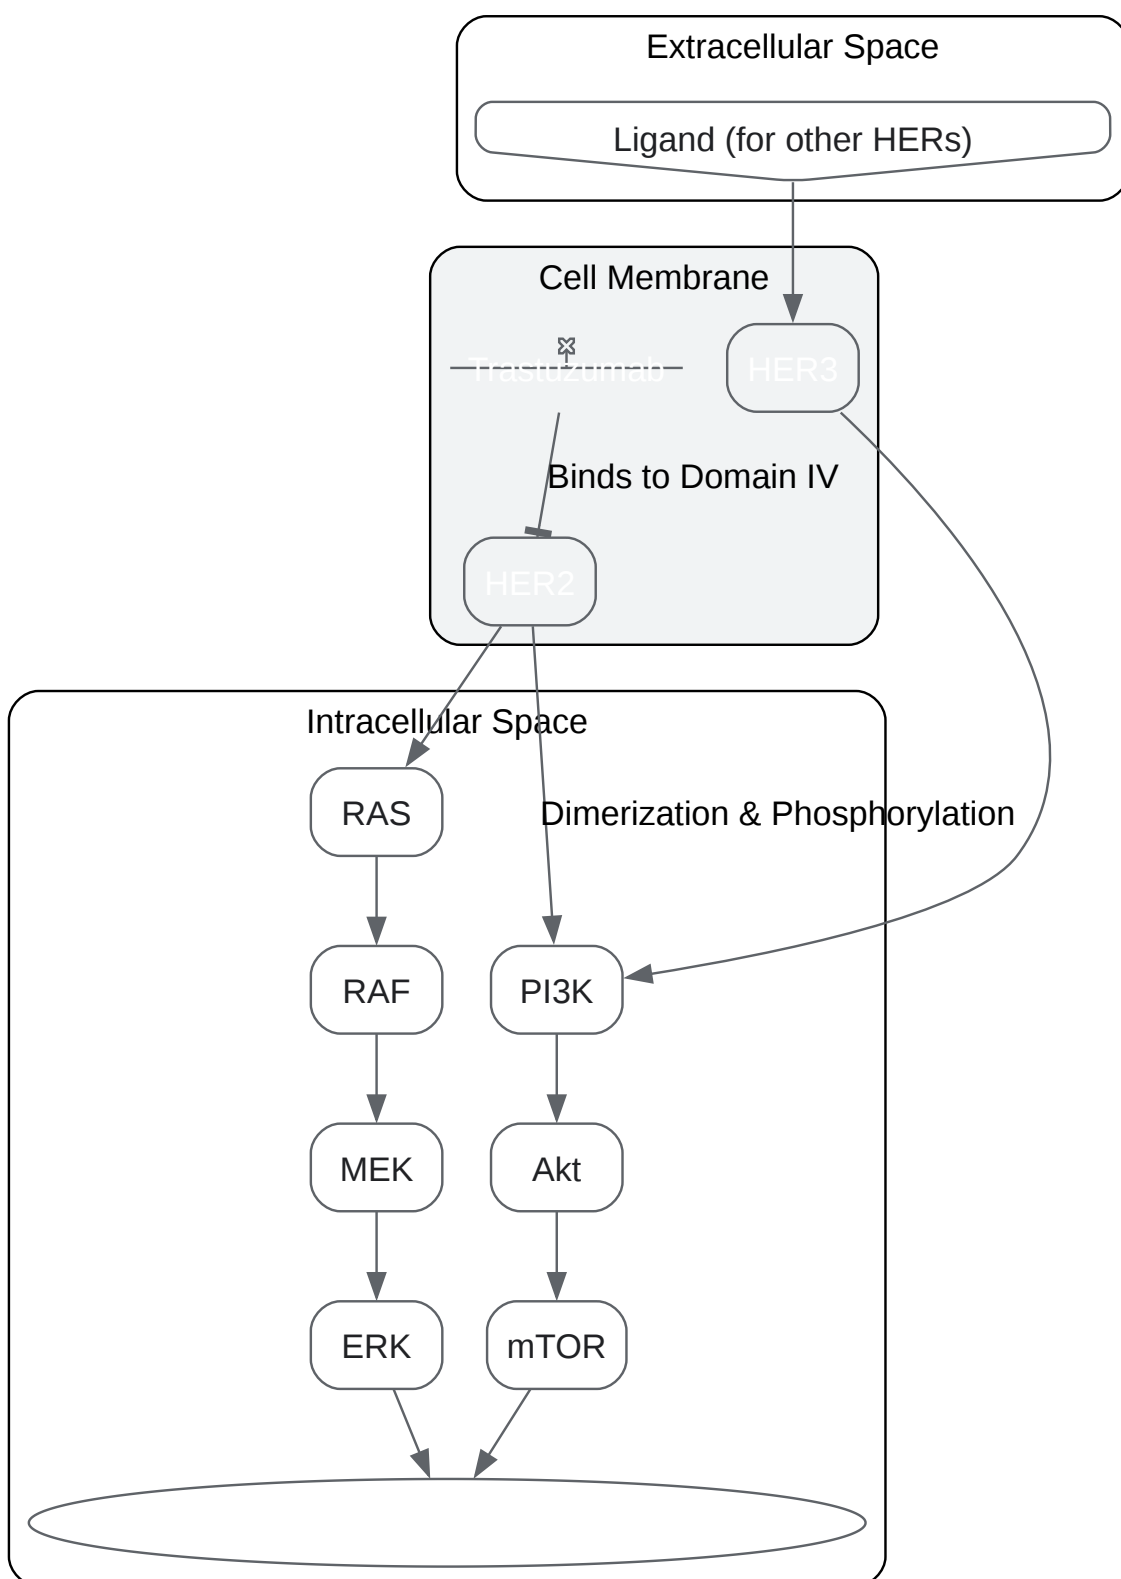 Extracellular Space
Ligand (for other HERs)
Cell Membrane
Trastuzumab
HER3
Binds to Domain IV
HER2
Intracellular Space
RAS
Dimerization & Phosphorylation
RAF
PI3K
MEK
Akt
ERK
mTOR